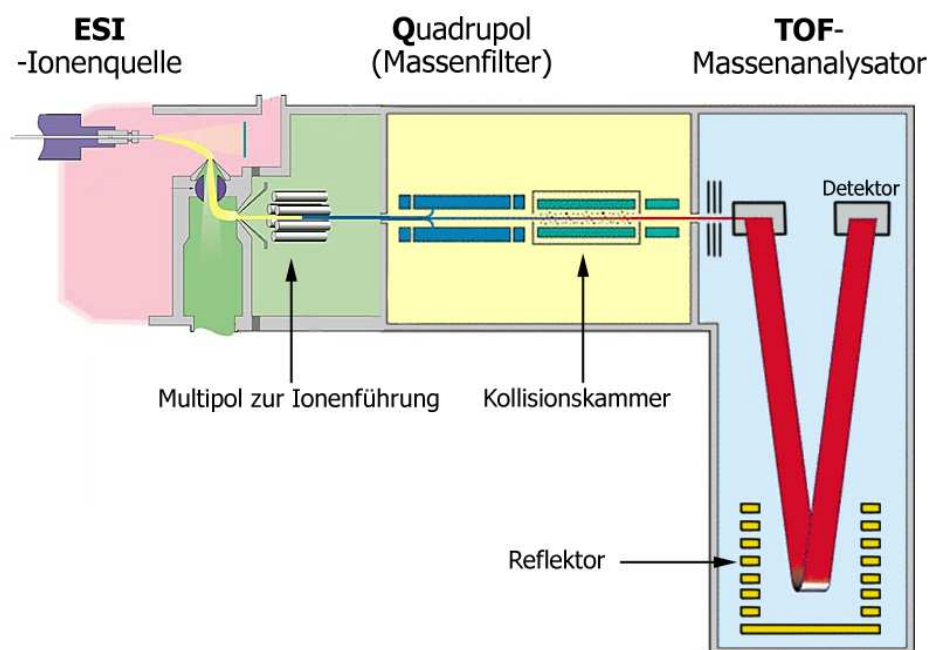 ESI
-Ionenquelle
Quadrupol
(Massenfilter)
TOF-
Massenanalysator
Detektor
Multipol zur Ionenführung
Kollisionskammer
Reflektor